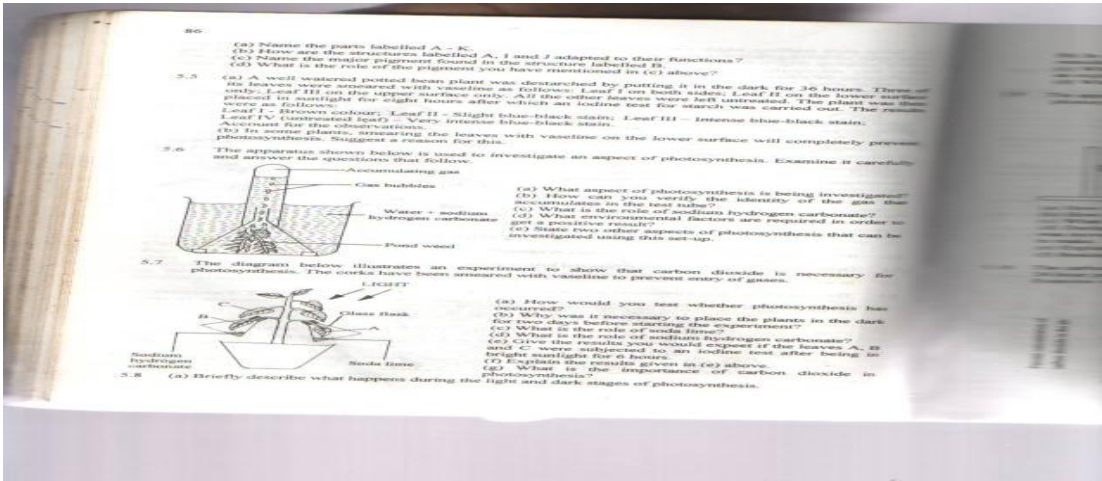 86
(a) Name the parts labelled A - K.
(b) How are the structures labelled A, I and J adapted to their functions?
(c) Name the major pigment found in the structure labelled B.
(d) What is the role of the pigment you have mentioned in (c) above?
5.5 (a) A well watered potted bean plant was destarched by putting it in the dark for 36 hours. Three of
its leaves were smeared with vaseline as follows: Leaf I on both sides; Leaf II on the lower surface
only; Leaf III on the upper surface only. All the other leaves were left untreated. The plant was then
placed in sunlight for eight hours after which an iodine test for starch was carried out. The results
were as follows:
Leaf I - Brown colour; Leaf II - Slight blue-black stain; Leaf III - Intense blue-black stain;
Leaf IV (untreated leaf) - Very intense blue-black stain.
Account for the observations.
(b) In some plants, smearing the leaves with vaseline on the lower surface will completely prevent
photosynthesis. Suggest a reason for this.
5.6 The apparatus shown below is used to investigate an aspect of photosynthesis. Examine it carefully
and answer the questions that follow.
Accumulating gas
Gas bubbles
Water + sodium
hydrogen carbonate
Pond weed
(a) What aspect of photosynthesis is being investigated?
(b) How can you verify the identity of the gas that
accumulates in the test tube?
(c) What is the role of sodium hydrogen carbonate?
(d) What environmental factors are required in order to
get a positive result?
(e) State two other aspects of photosynthesis that can be
investigated using this set-up.
5.7 The diagram below illustrates an experiment to show that carbon dioxide is necessary for
photosynthesis. The corks have been smeared with vaseline to prevent entry of gases.
LIGHT
C
Glass flask
B
A
Sodium
hydrogen
carbonate
Soda lime
(a) How would you test whether photosynthesis has
occurred?
(b) Why was it necessary to place the plants in the dark
for two days before starting the experiment?
(c) What is the role of soda lime?
(d) What is the role of sodium hydrogen carbonate?
(e) Give the results you would expect if the leaves A, B
and C were subjected to an iodine test after being in
bright sunlight for 6 hours.
(f) Explain the results given in (e) above.
(g) What is the importance of carbon dioxide in
photosynthesis?
5.8 (a) Briefly describe what happens during the light and dark stages of photosynthesis.